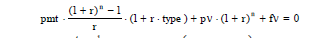 pmt · (1 + r)ⁿ − 1 / r · (1 + r · type ) + pv · (1 + r)ⁿ + fv = 0